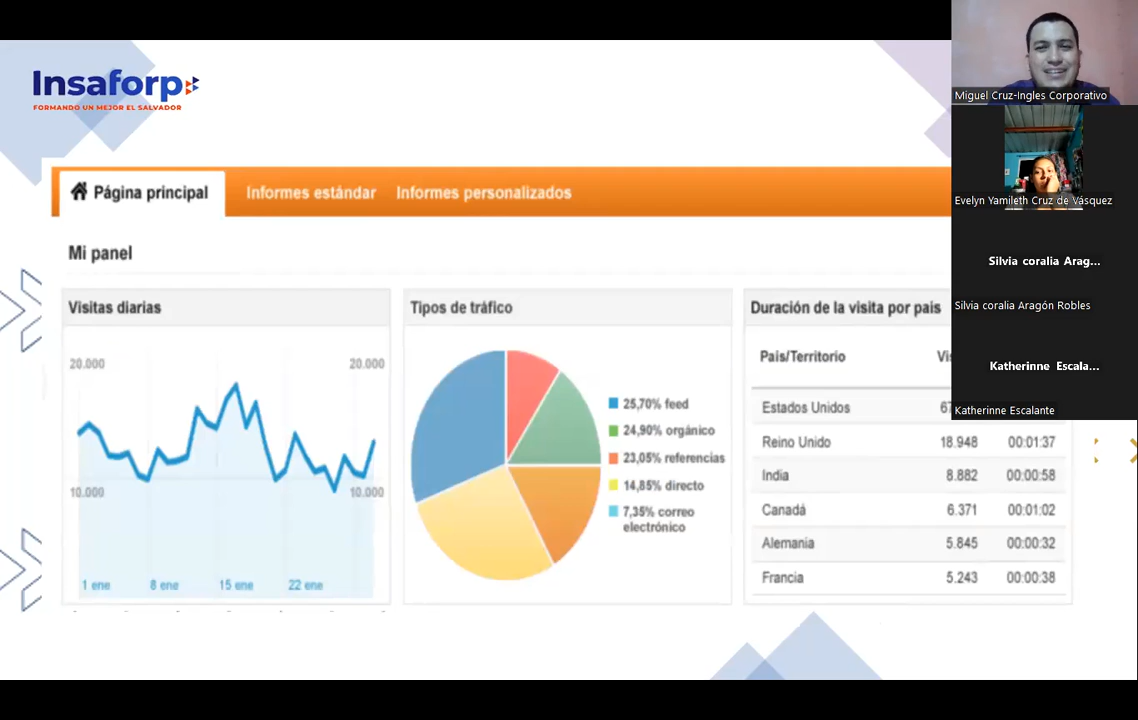 Insaforp
FORMANDO UN MEJOR EL SALVADOR
Página principal
Informes estándar
Informes personalizados
Mi panel
Visitas diarias
20.000
20.000
10.000
10.000
1 ene
8 ene
15 ene
22 ene
Tipos de tráfico
25,70% feed
24,90% orgánico
23,05% referencias
14,85% directo
7,35% correo
electrónico
Duración de la visita por pais
Pais/Territorio
Estados Unidos
Reino Unido 18.948 00:01:37
India 8.882 00:00:58
Canadá 6.371 00:01:02
Alemania 5.845 00:00:32
Francia 5.243 00:00:38
Miguel Cruz-Ingles Corporativo
Evelyn Yamileth Cruz de Vásquez
Silvia coralia Arag...
Silvia coralia Aragón Robles
Katherinne Escala...
Katherinne Escalante